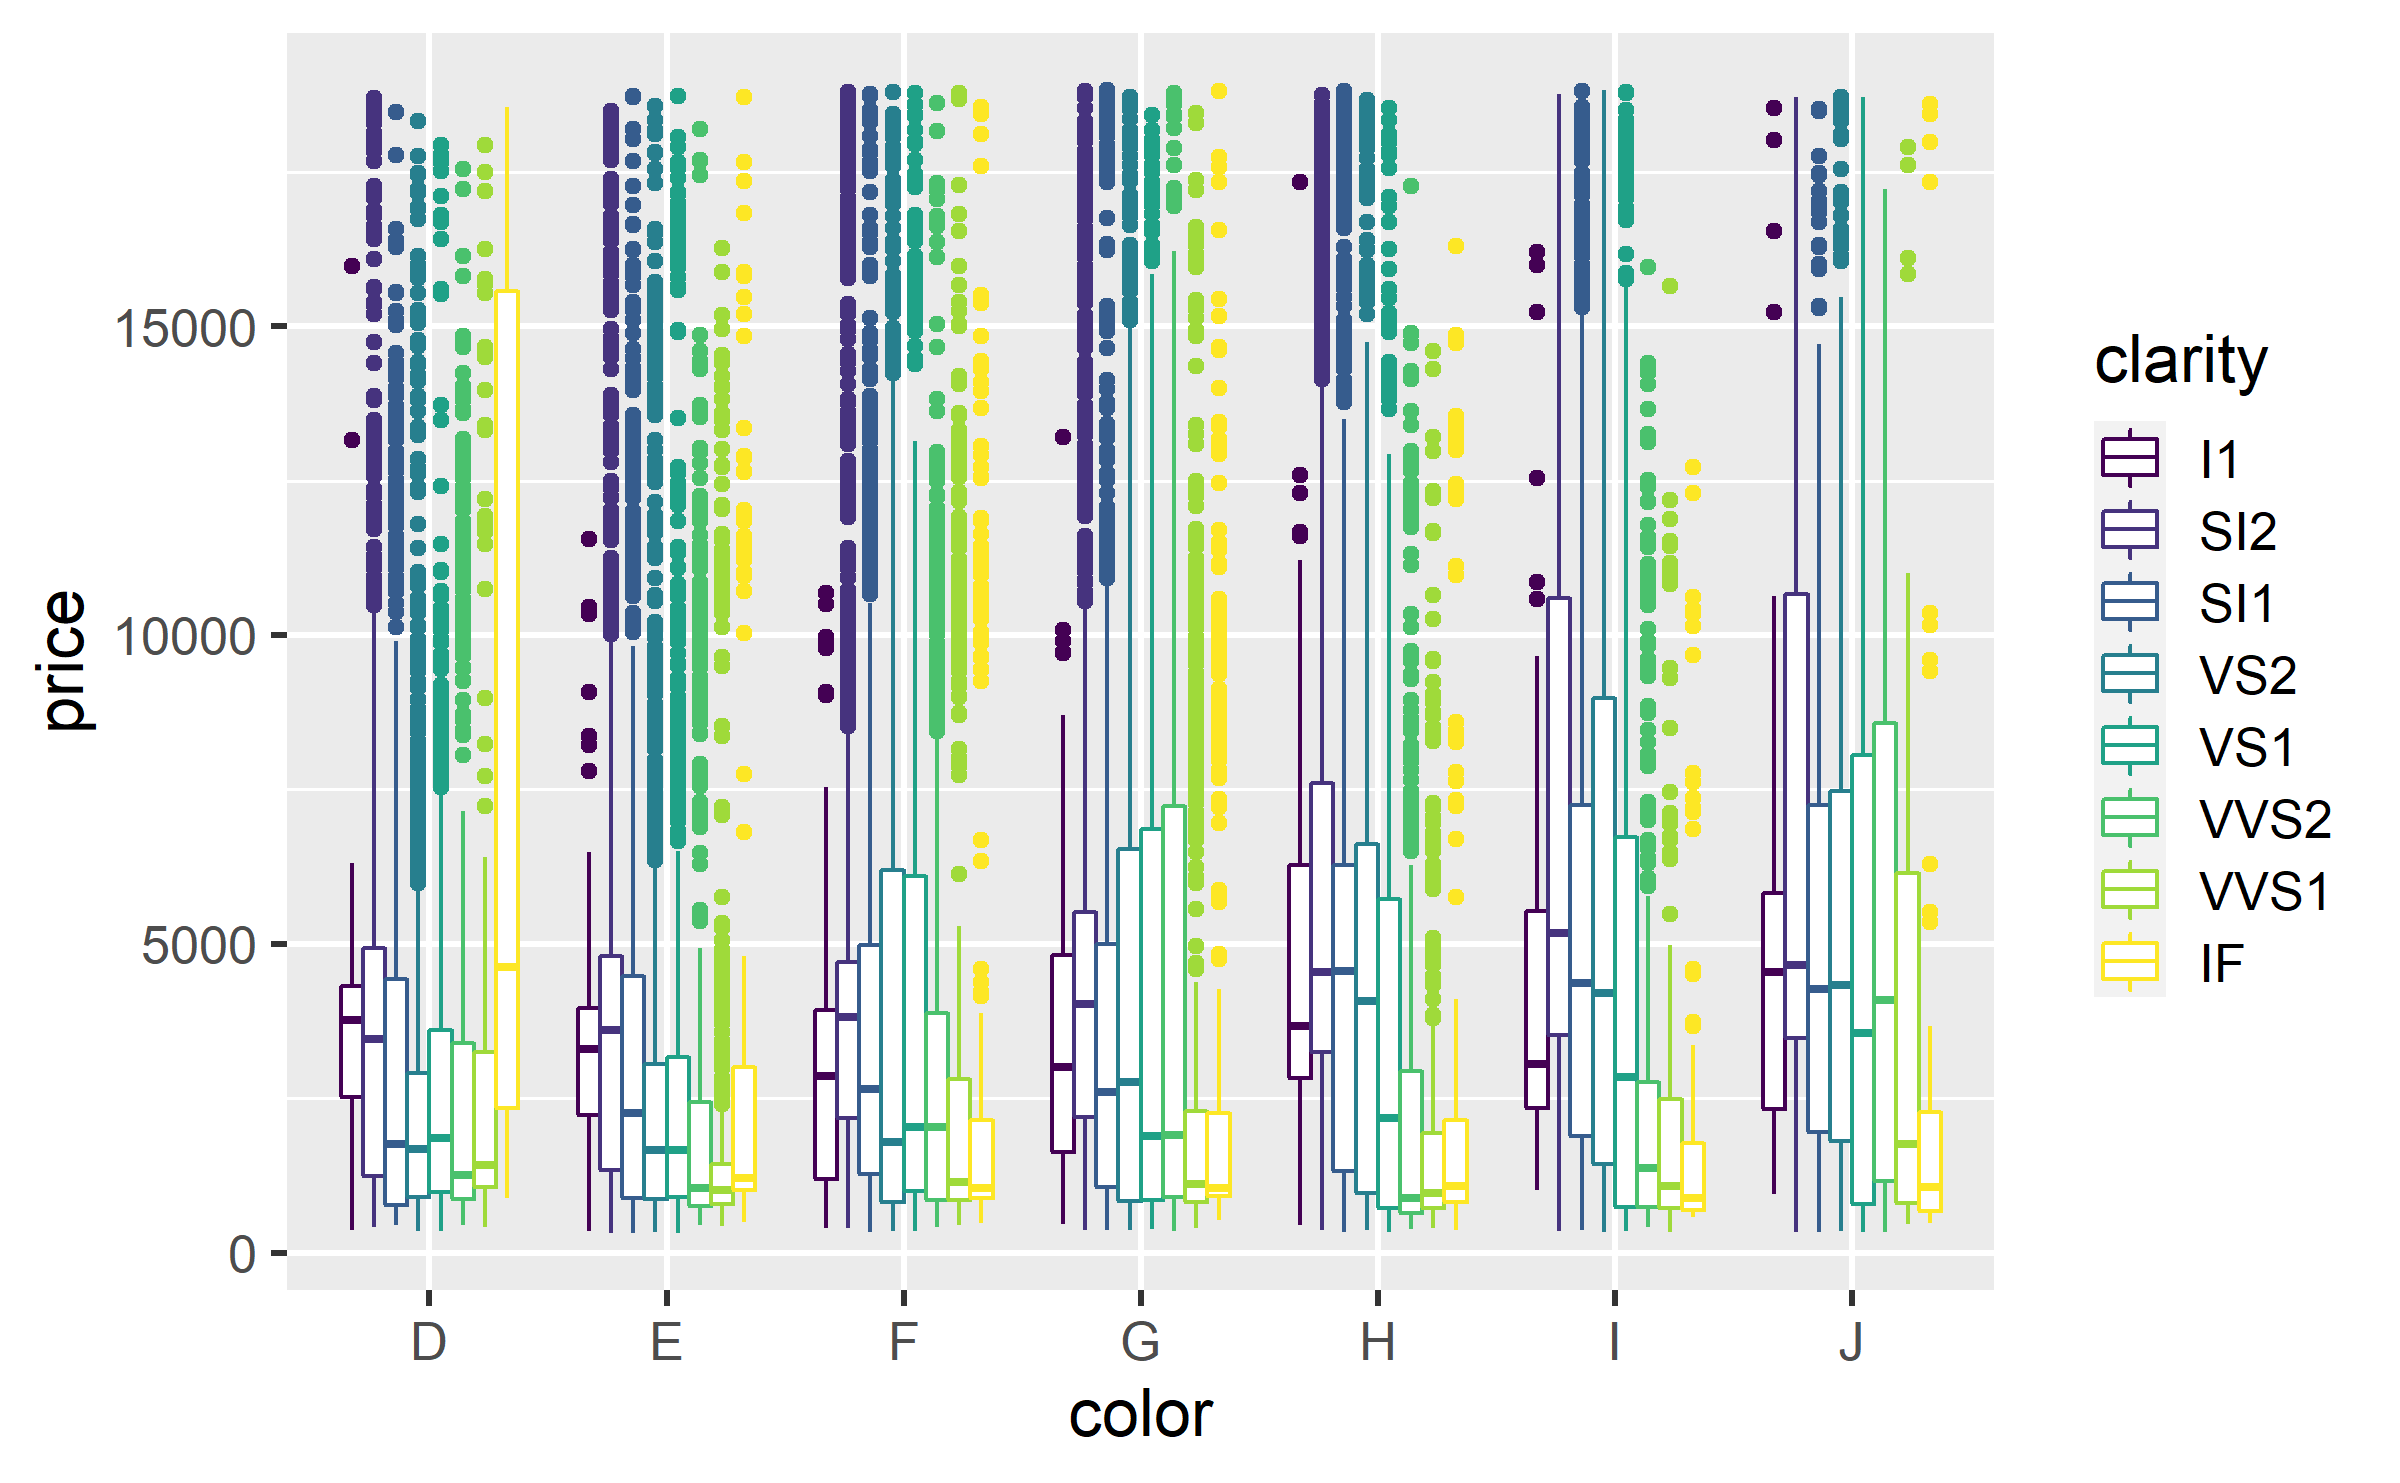 price
15000
10000
5000
0
D E F G H I J
color
clarity
I1
SI2
SI1
VS2
VS1
VVS2
VVS1
IF